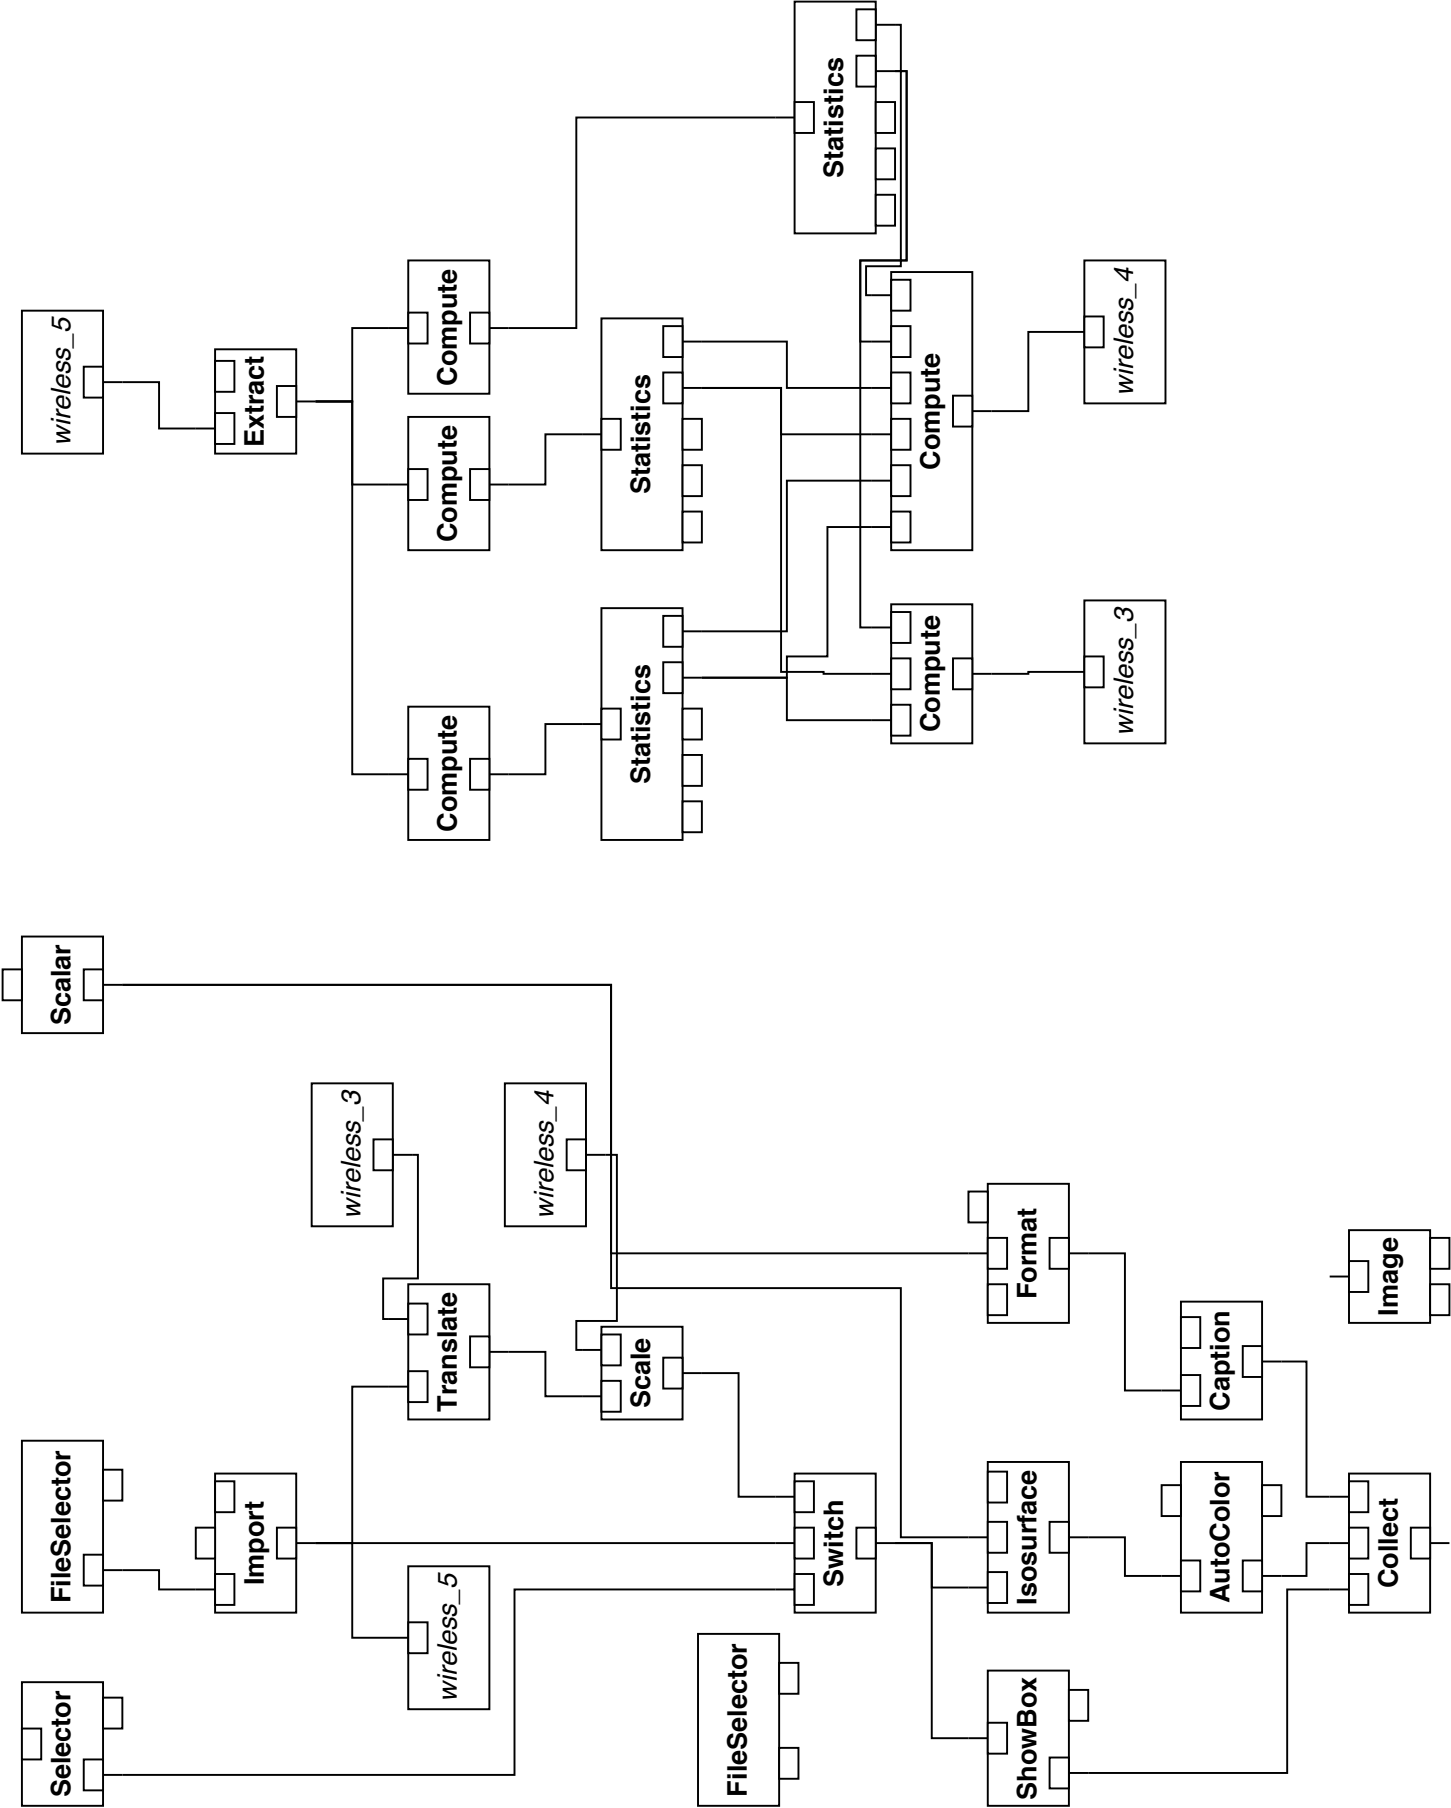 Selector
FileSelector
Scalar
wireless_5
Import
Extract
wireless_3
wireless_5
Translate
Compute
Compute
Compute
wireless_4
Scale
Statistics
Statistics
FileSelector
Switch
Statistics
Compute
Compute
ShowBox
Isosurface
Format
wireless_3
wireless_4
AutoColor
Caption
Collect
Image